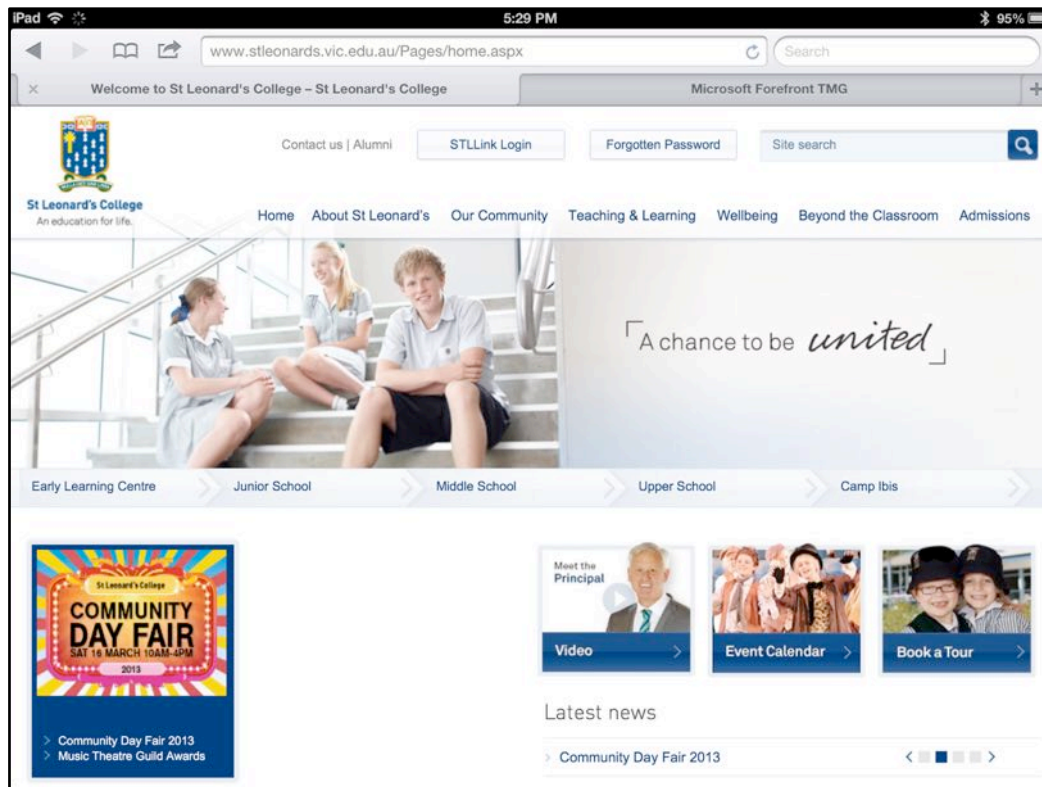 iPad 5:29 PM 95%
www.stleonards.vic.edu.au/Pages/home.aspx Search
Welcome to St Leonard's College – St Leonard's College Microsoft Forefront TMG
Contact us | Alumni STLLink Login Forgotten Password Site search
St Leonard's College
An education for life.
Home About St Leonard's Our Community Teaching & Learning Wellbeing Beyond the Classroom Admissions
A chance to be united
Early Learning Centre Junior School Middle School Upper School Camp Ibis
St Leonard's College
COMMUNITY
DAY FAIR
SAT 16 MARCH 10AM-4PM
2013
Community Day Fair 2013
Music Theatre Guild Awards
Meet the
Principal
Video Event Calendar Book a Tour
Latest news
Community Day Fair 2013